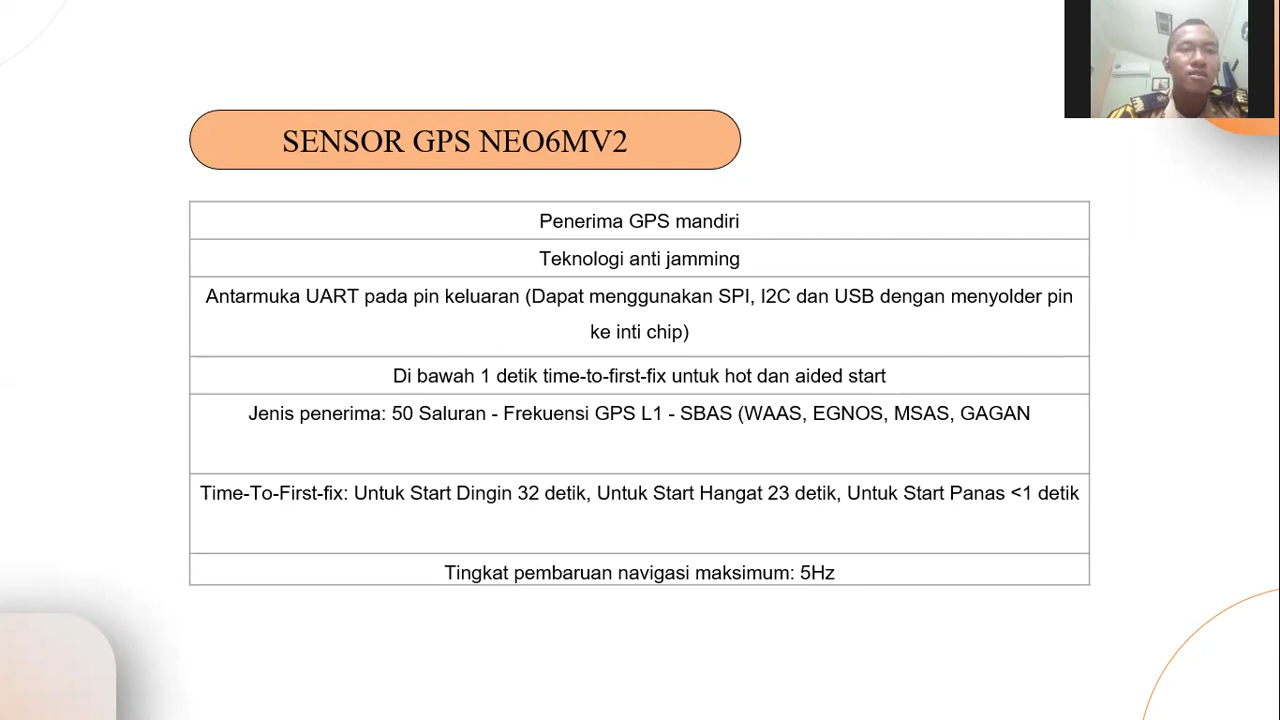 SENSOR GPS NEO6MV2
Penerima GPS mandiri
Teknologi anti jamming
Antarmuka UART pada pin keluaran (Dapat menggunakan SPI, I2C dan USB dengan menyolder pin
ke inti chip)
Di bawah 1 detik time-to-first-fix untuk hot dan aided start
Jenis penerima: 50 Saluran - Frekuensi GPS L1 - SBAS (WAAS, EGNOS, MSAS, GAGAN
Time-To-First-fix: Untuk Start Dingin 32 detik, Untuk Start Hangat 23 detik, Untuk Start Panas <1 detik
Tingkat pembaruan navigasi maksimum: 5Hz